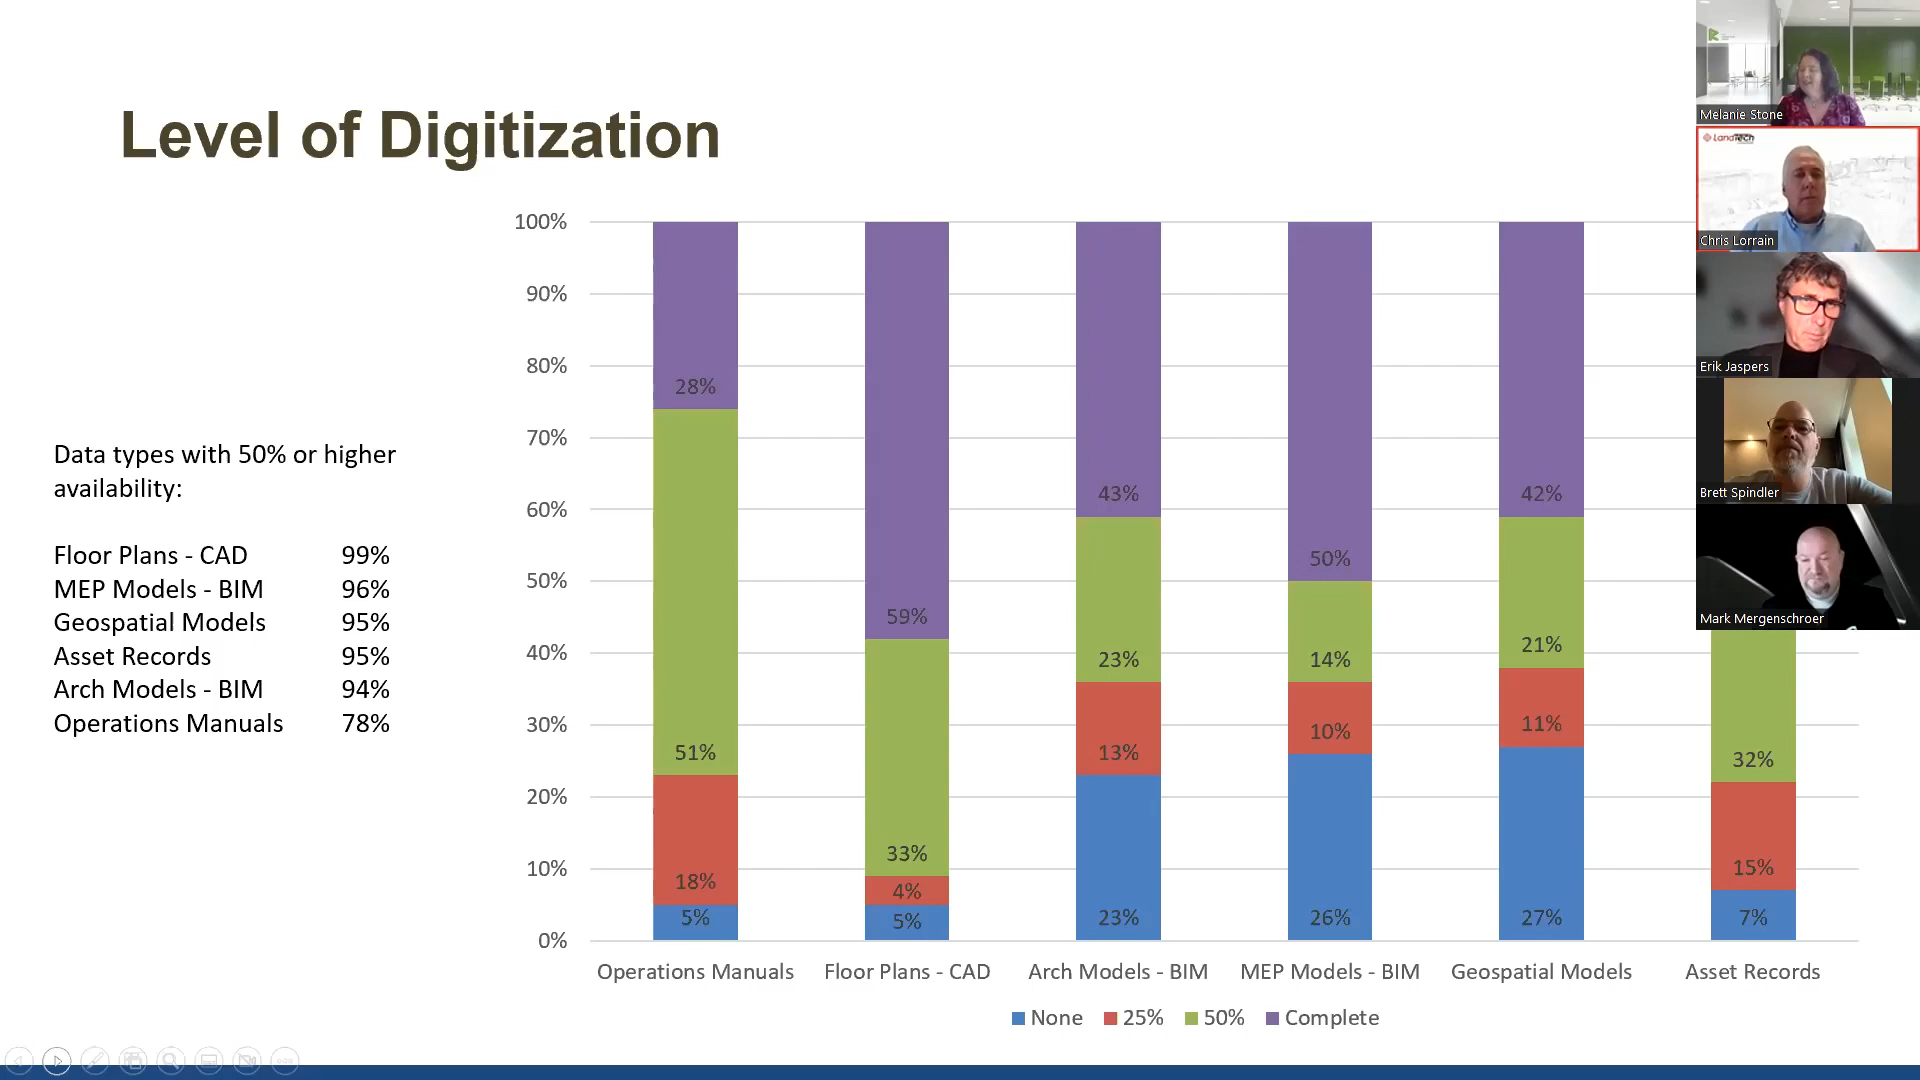 Level of Digitization
Data types with 50% or higher
availability:
Floor Plans - CAD 99%
MEP Models - BIM 96%
Geospatial Models 95%
Asset Records 95%
Arch Models - BIM 94%
Operations Manuals 78%
100%
90%
80%
70%
60%
50%
40%
30%
20%
10%
0%
28%
51%
18%
5%
59%
33%
4%
5%
43%
23%
13%
23%
50%
14%
10%
26%
42%
21%
11%
27%
32%
15%
7%
Operations Manuals Floor Plans - CAD Arch Models - BIM MEP Models - BIM Geospatial Models Asset Records
None 25% 50% Complete
Melanie Stone
LandTech
Chris Lorrain
Erik Jaspers
Brett Spindler
Mark Mergenschroer